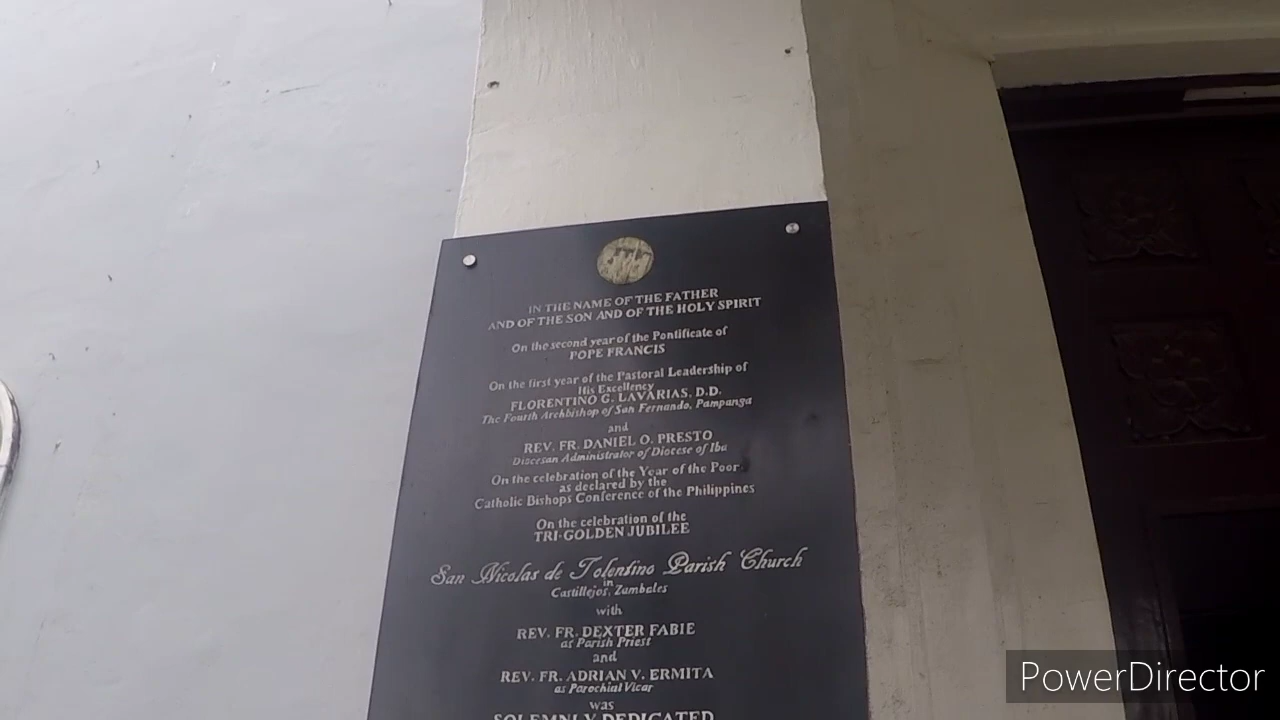 IN THE NAME OF THE FATHER
AND OF THE SON AND OF THE HOLY SPIRIT
On the second year of the Pontificate of
POPE FRANCIS
On the first year of the Pastoral Leadership of
His Excellency
FLORENTINO G. LAVARIAS, D.D.
The Fourth Archbishop of San Fernando, Pampanga
and
REV. FR. DANIEL O. PRESTO
Diocesan Administrator of Diocese of Iba
On the celebration of the Year of the Poor
as declared by the
Catholic Bishops Conference of the Philippines
On the celebration of the
TRI-GOLDEN JUBILEE
San Nicolas de Tolentino Parish Church
in
Castillejos, Zambales
with
REV. FR. DEXTER FABIE
as Parish Priest
and
REV. FR. ADRIAN V. ERMITA
as Parochial Vicar
was
SOLEMNLY DEDICATED
PowerDirector